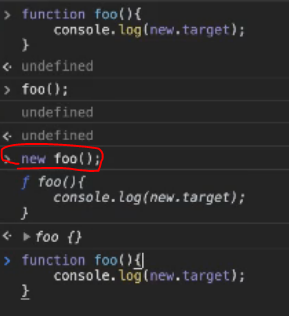 > function foo(){
console.log(new.target);
}
<· undefined
> foo();
undefined
<· undefined
> new foo();
ƒ foo(){
console.log(new.target);
}
<· ▶ foo {}
> function foo(){
console.log(new.target);
}